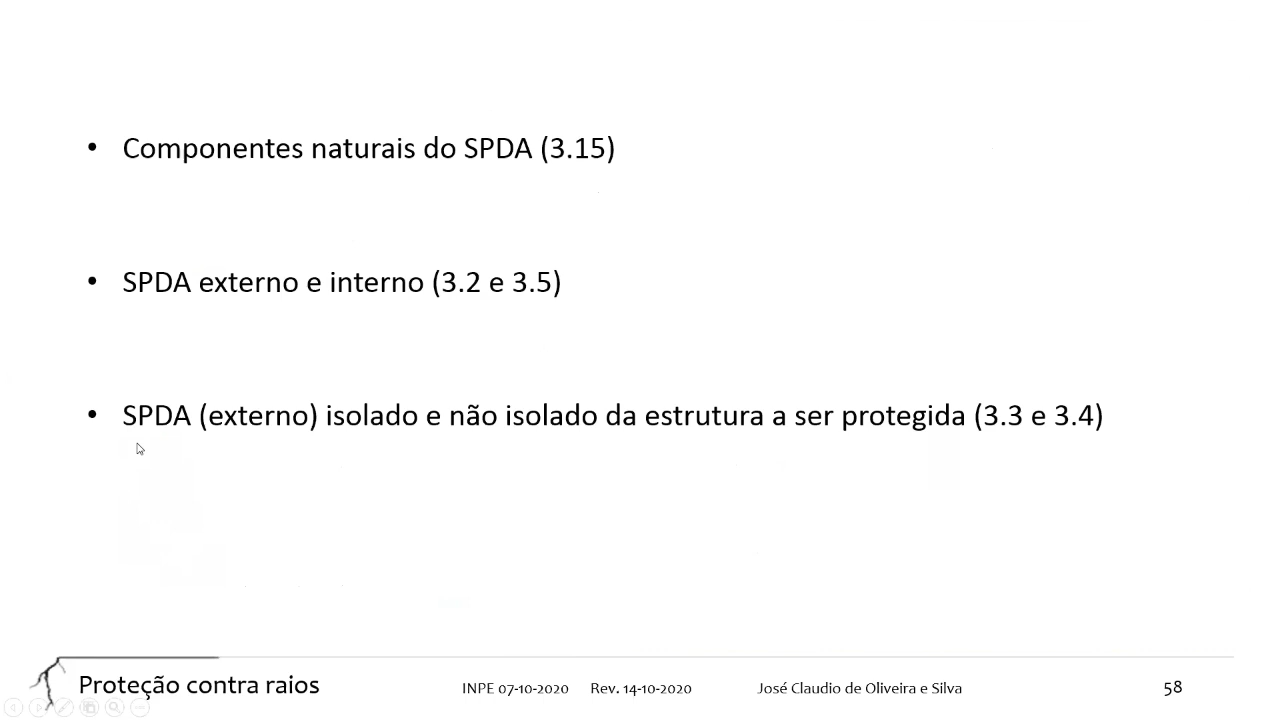 • Componentes naturais do SPDA (3.15)
• SPDA externo e interno (3.2 e 3.5)
• SPDA (externo) isolado e não isolado da estrutura a ser protegida (3.3 e 3.4)
Proteção contra raios INPE 07-10-2020 Rev. 14-10-2020 José Claudio de Oliveira e Silva 58